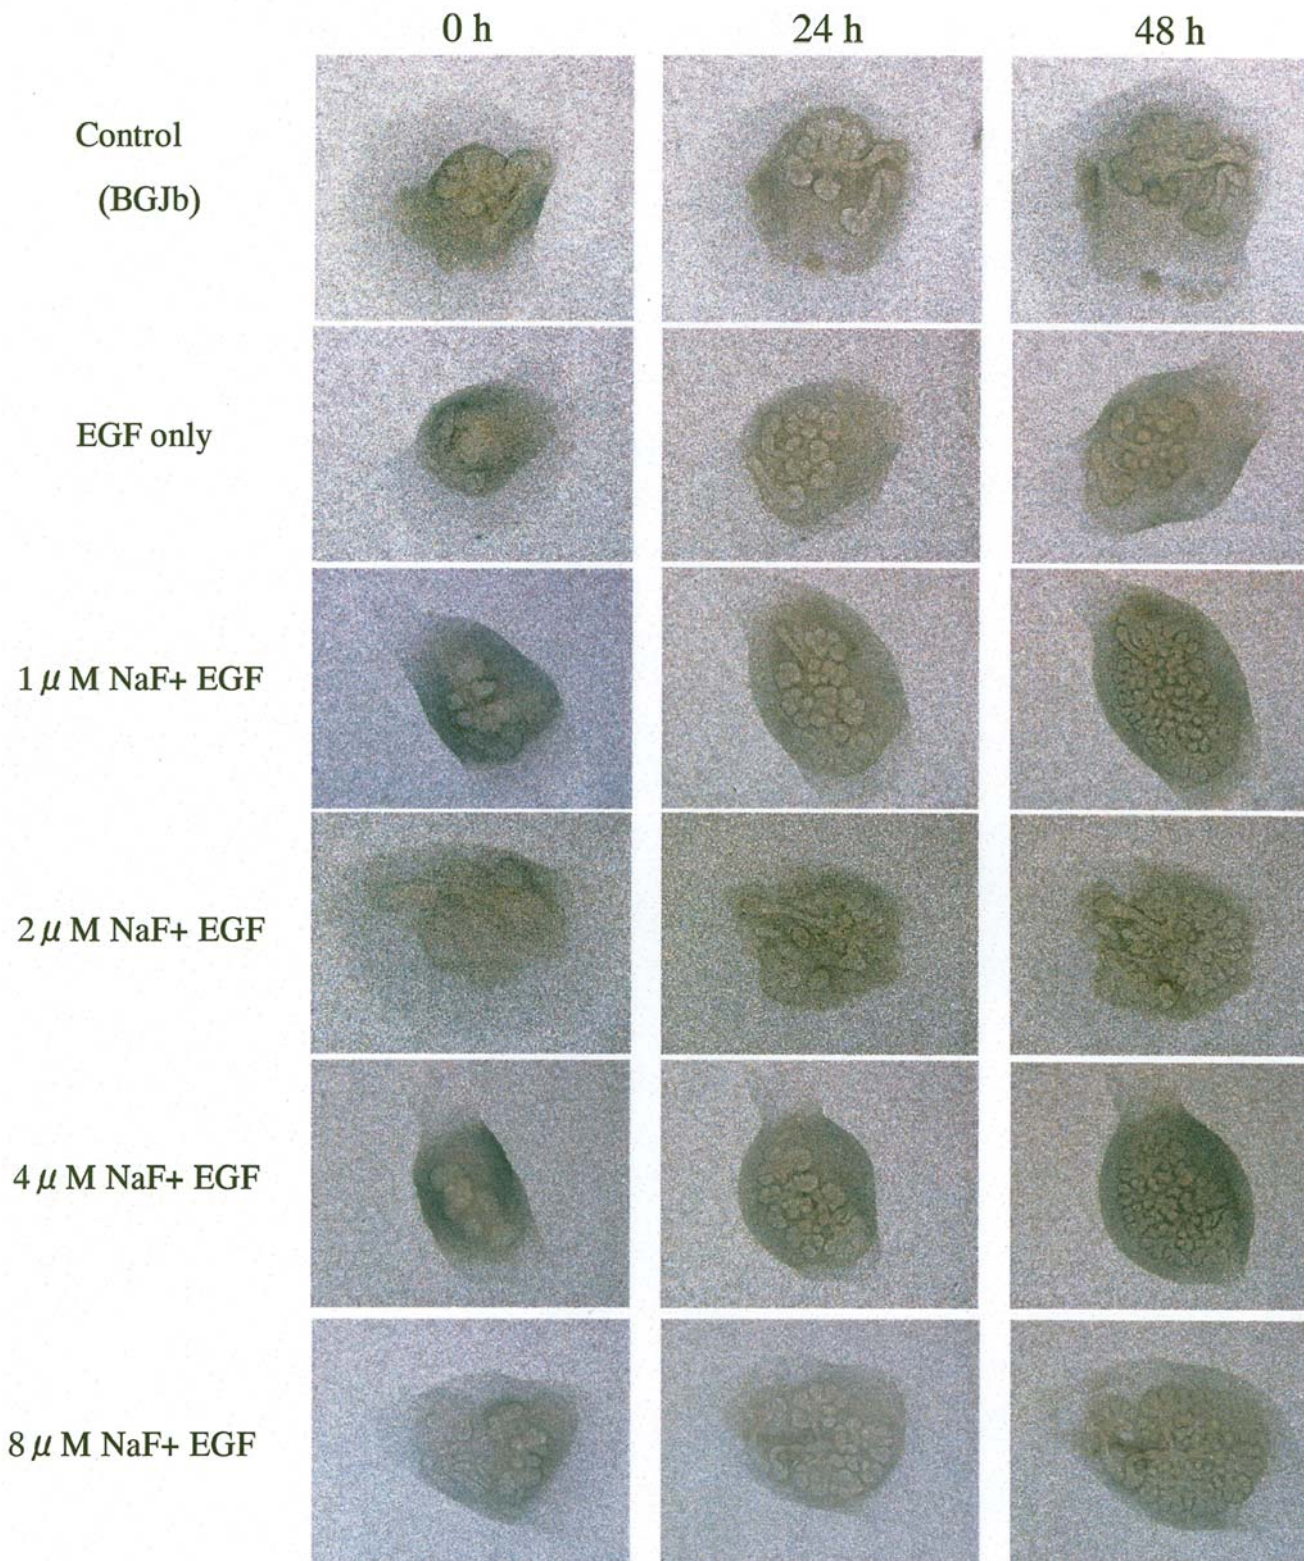 0 h 24 h 48 h
Control
(BGJb)
EGF only
1 μ M NaF+ EGF
2 μ M NaF+ EGF
4 μ M NaF+ EGF
8 μ M NaF+ EGF